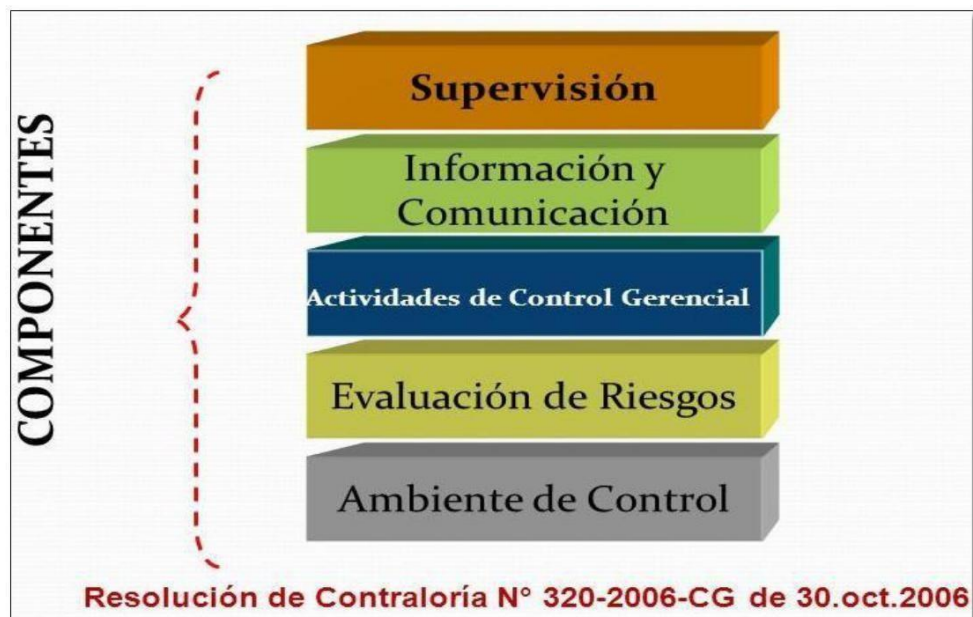 COMPONENTES
Supervisión
Información y
Comunicación
Actividades de Control Gerencial
Evaluación de Riesgos
Ambiente de Control
Resolución de Contraloría N° 320-2006-CG de 30.oct.2006